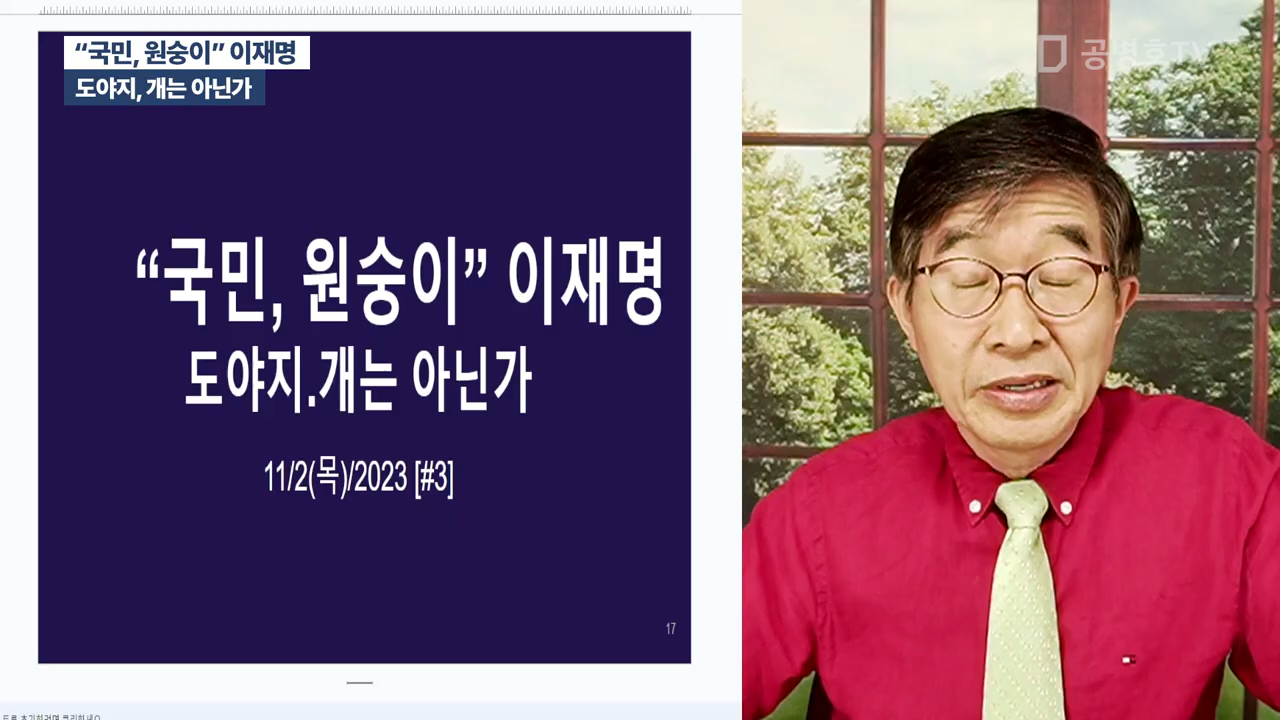 “국민, 원숭이” 이재명
도야지, 개는 아닌가
공병호TV
“국민, 원숭이” 이재명
도야지.개는 아닌가
11/2(목)/2023 [#3]
17